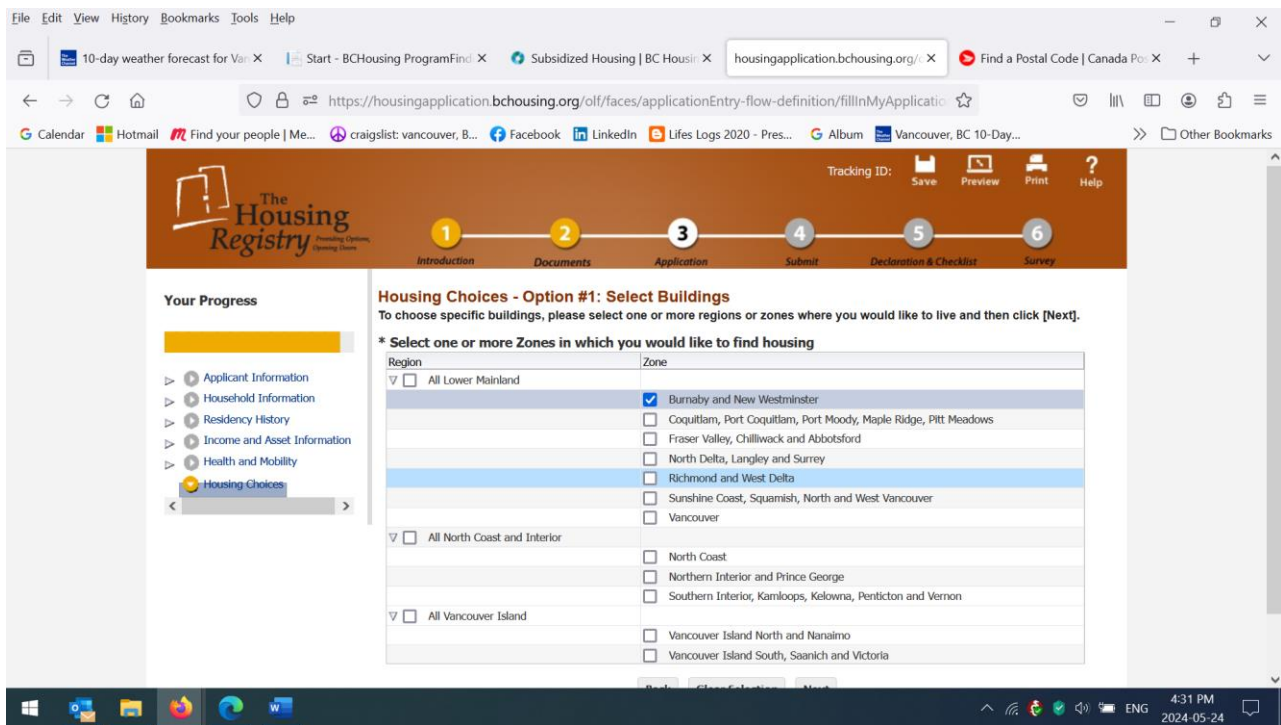 File Edit View History Bookmarks Tools Help
10-day weather forecast for Van Start - BCHousing ProgramFind Subsidized Housing | BC Housin housingapplication.bchousing.org/ Find a Postal Code | Canada Pos
https://housingapplication.bchousing.org/olf/faces/applicationEntry-flow-definition/fillInMyApplicatio
Calendar Hotmail Find your people | Me... craigslist: vancouver, B... Facebook LinkedIn Lifes Logs 2020 - Pres... Album Vancouver, BC 10-Day... Other Bookmarks
Tracking ID: Save Preview Print Help
The
Housing
Registry Providing Options,
Opening Doors
1 2 3 4 5 6
Introduction Documents Application Submit Declaration & Checklist Survey
Your Progress
Applicant Information
Household Information
Residency History
Income and Asset Information
Health and Mobility
Housing Choices
Housing Choices - Option #1: Select Buildings
To choose specific buildings, please select one or more regions or zones where you would like to live and then click [Next].
* Select one or more Zones in which you would like to find housing
Region Zone
All Lower Mainland
Burnaby and New Westminster
Coquitlam, Port Coquitlam, Port Moody, Maple Ridge, Pitt Meadows
Fraser Valley, Chilliwack and Abbotsford
North Delta, Langley and Surrey
Richmond and West Delta
Sunshine Coast, Squamish, North and West Vancouver
Vancouver
All North Coast and Interior
North Coast
Northern Interior and Prince George
Southern Interior, Kamloops, Kelowna, Penticton and Vernon
All Vancouver Island
Vancouver Island North and Nanaimo
Vancouver Island South, Saanich and Victoria
Back Clear Selection Next
ENG 4:31 PM
2024-05-24